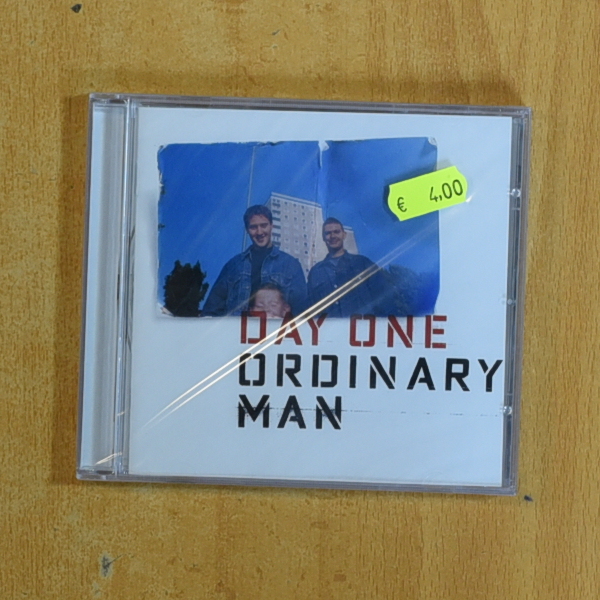 € 4,00
DAY ONE
ORDINARY
MAN